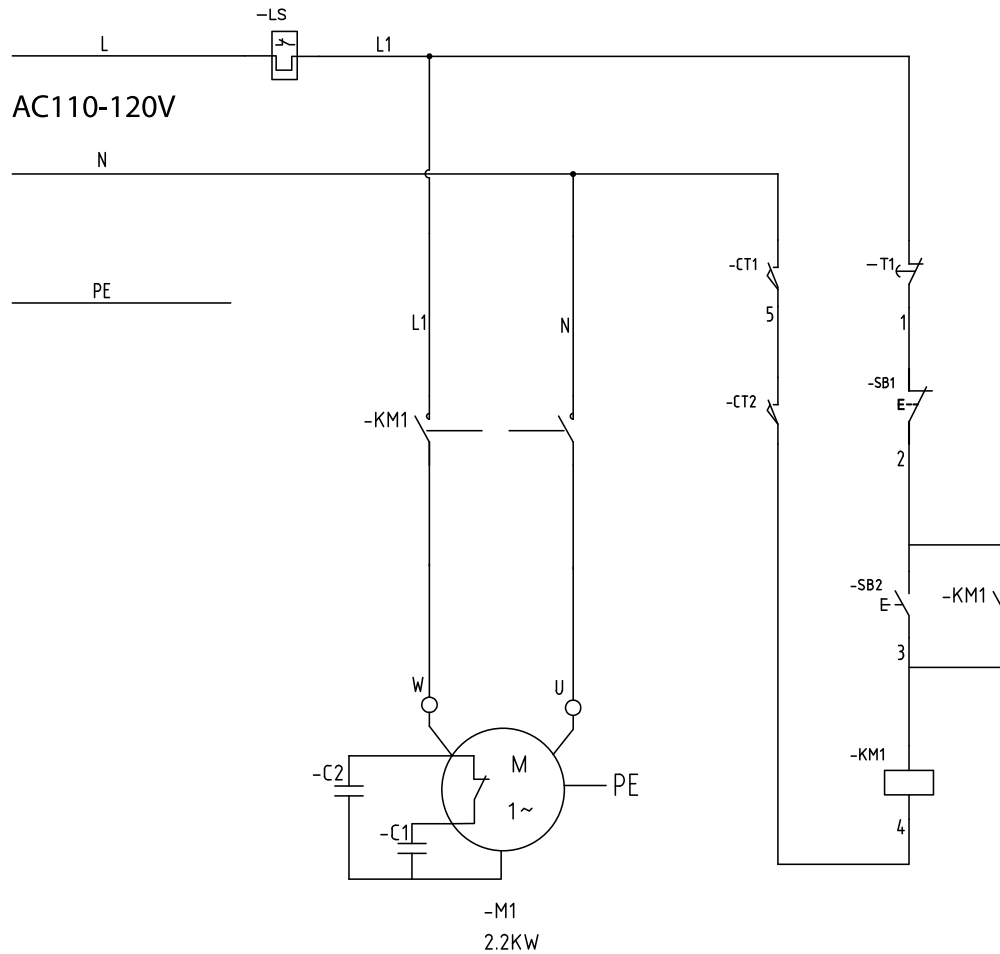 -LS
L
L1
AC110-120V
N
PE
-CT1
-T1
5
1
L1
N
-SB1
-CT2
-KM1
2
-SB2
-KM1
3
W
U
-KM1
M
-C2
PE
1~
4
-C1
-M1
2.2KW